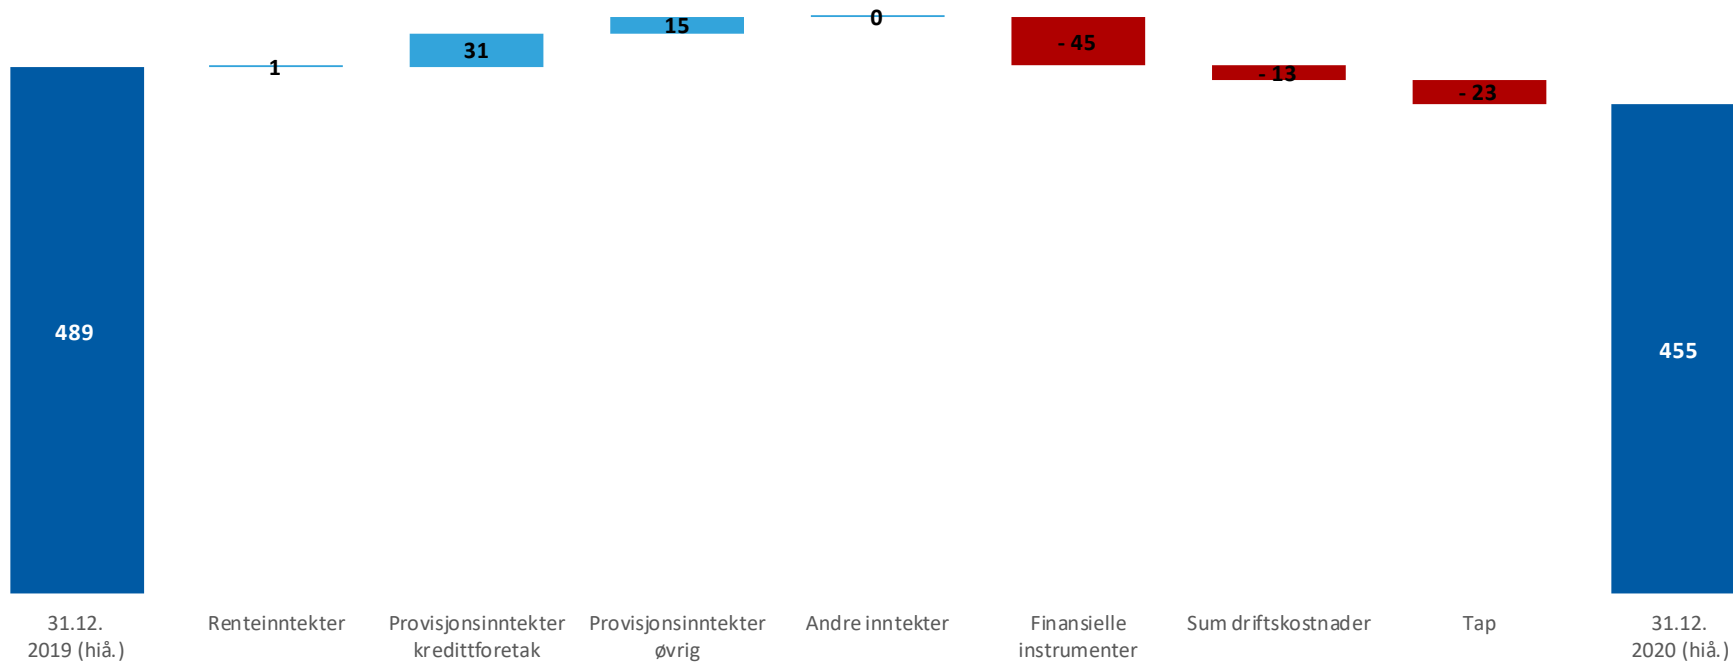 489
1
31
15
0
- 45
- 13
- 23
455
31.12.
2019 (hiå.)
Renteinntekter
Provisjonsinntekter
kredittforetak
Provisjonsinntekter
øvrig
Andre inntekter
Finansielle
instrumenter
Sum driftskostnader
Tap
31.12.
2020 (hiå.)